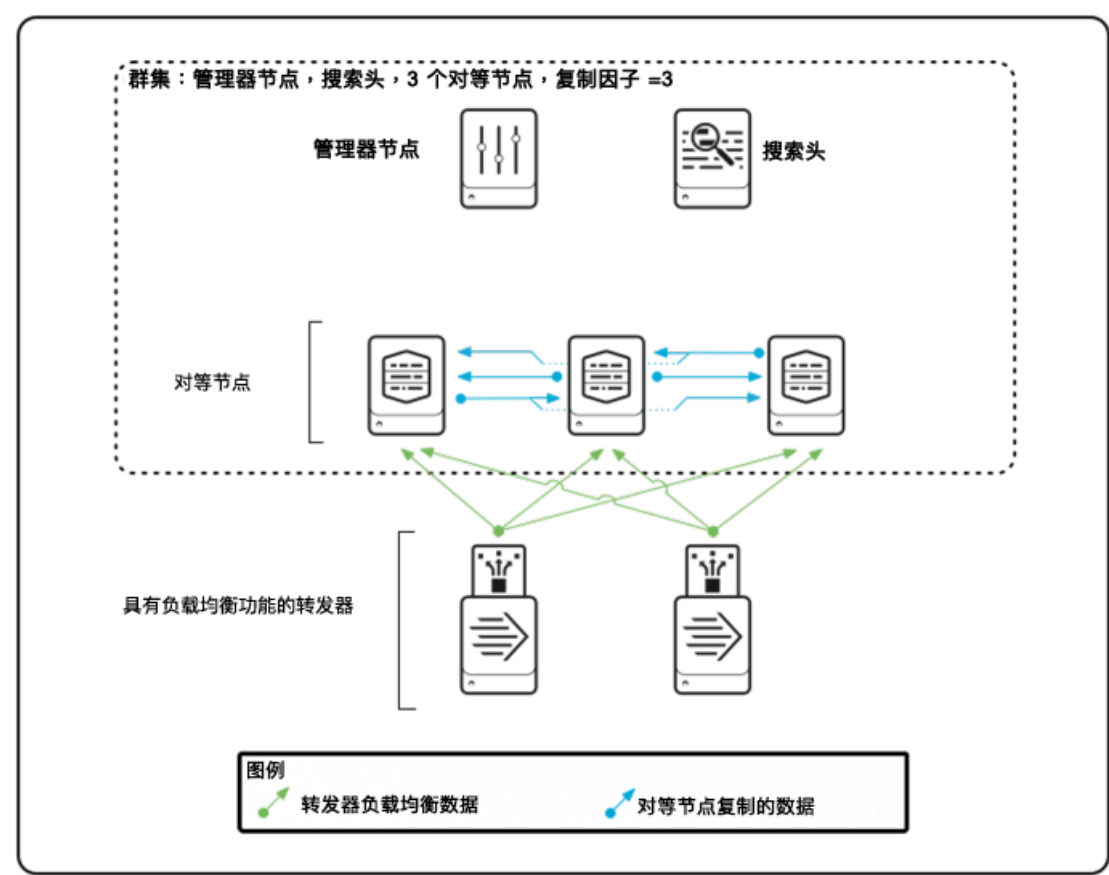 群集：管理器节点，搜索头，3 个对等节点，复制因子 =3
管理器节点
搜索头
对等节点
具有负载均衡功能的转发器
图例
转发器负载均衡数据
对等节点复制的数据